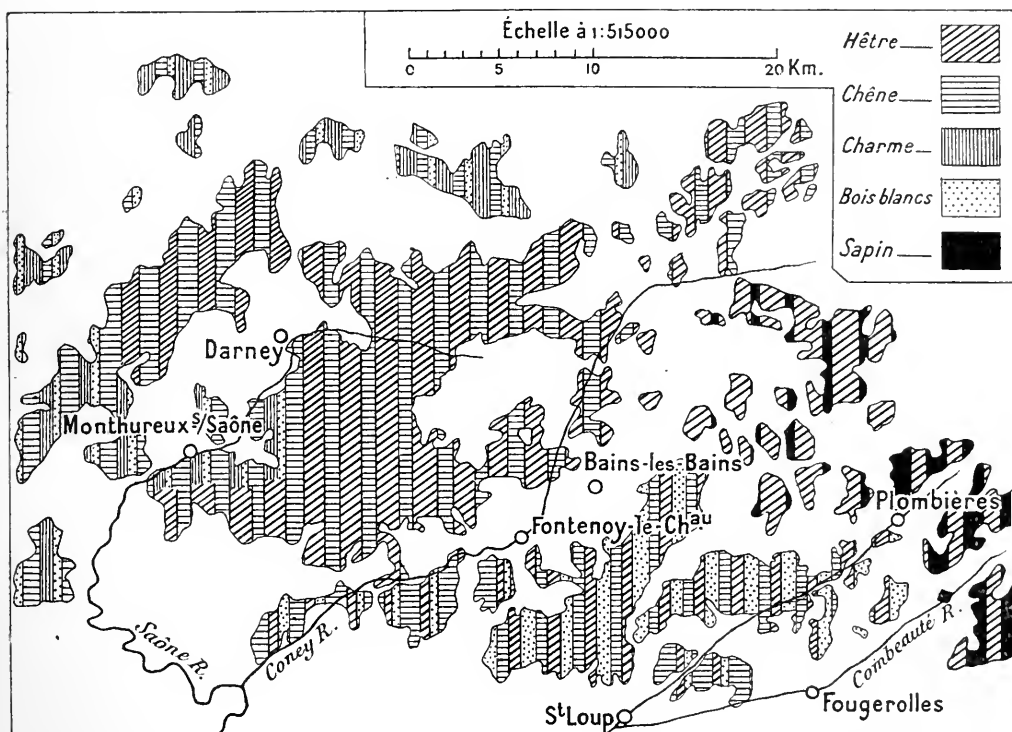 Échelle à 1:515000
0 5 10 20 Km.
Hêtre
Chêne
Charme
Bois blancs
Sapin
Darney
Monthureux s/Saône
Bains-les-Bains
Plombières
Fontenoy-le-Chau
Saône R.
Coney R.
Combeauté R.
St Loup
Fougerolles